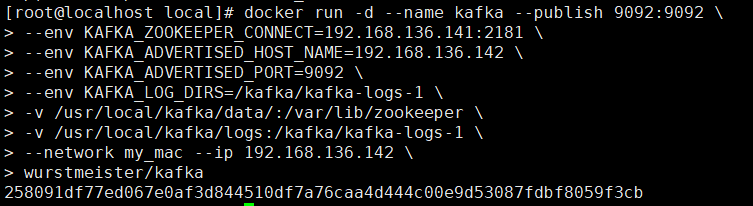 [root@localhost local]# docker run -d --name kafka --publish 9092:9092 \
> --env KAFKA_ZOOKEEPER_CONNECT=192.168.136.141:2181 \
> --env KAFKA_ADVERTISED_HOST_NAME=192.168.136.142 \
> --env KAFKA_ADVERTISED_PORT=9092 \
> --env KAFKA_LOG_DIRS=/kafka/kafka-logs-1 \
> -v /usr/local/kafka/data/:/var/lib/zookeeper \
> -v /usr/local/kafka/logs:/kafka/kafka-logs-1 \
> --network my_mac --ip 192.168.136.142 \
> wurstmeister/kafka
258091df77ed067e0af3d844510df7a76caa4d444c00e9d53087fdbf8059f3cb